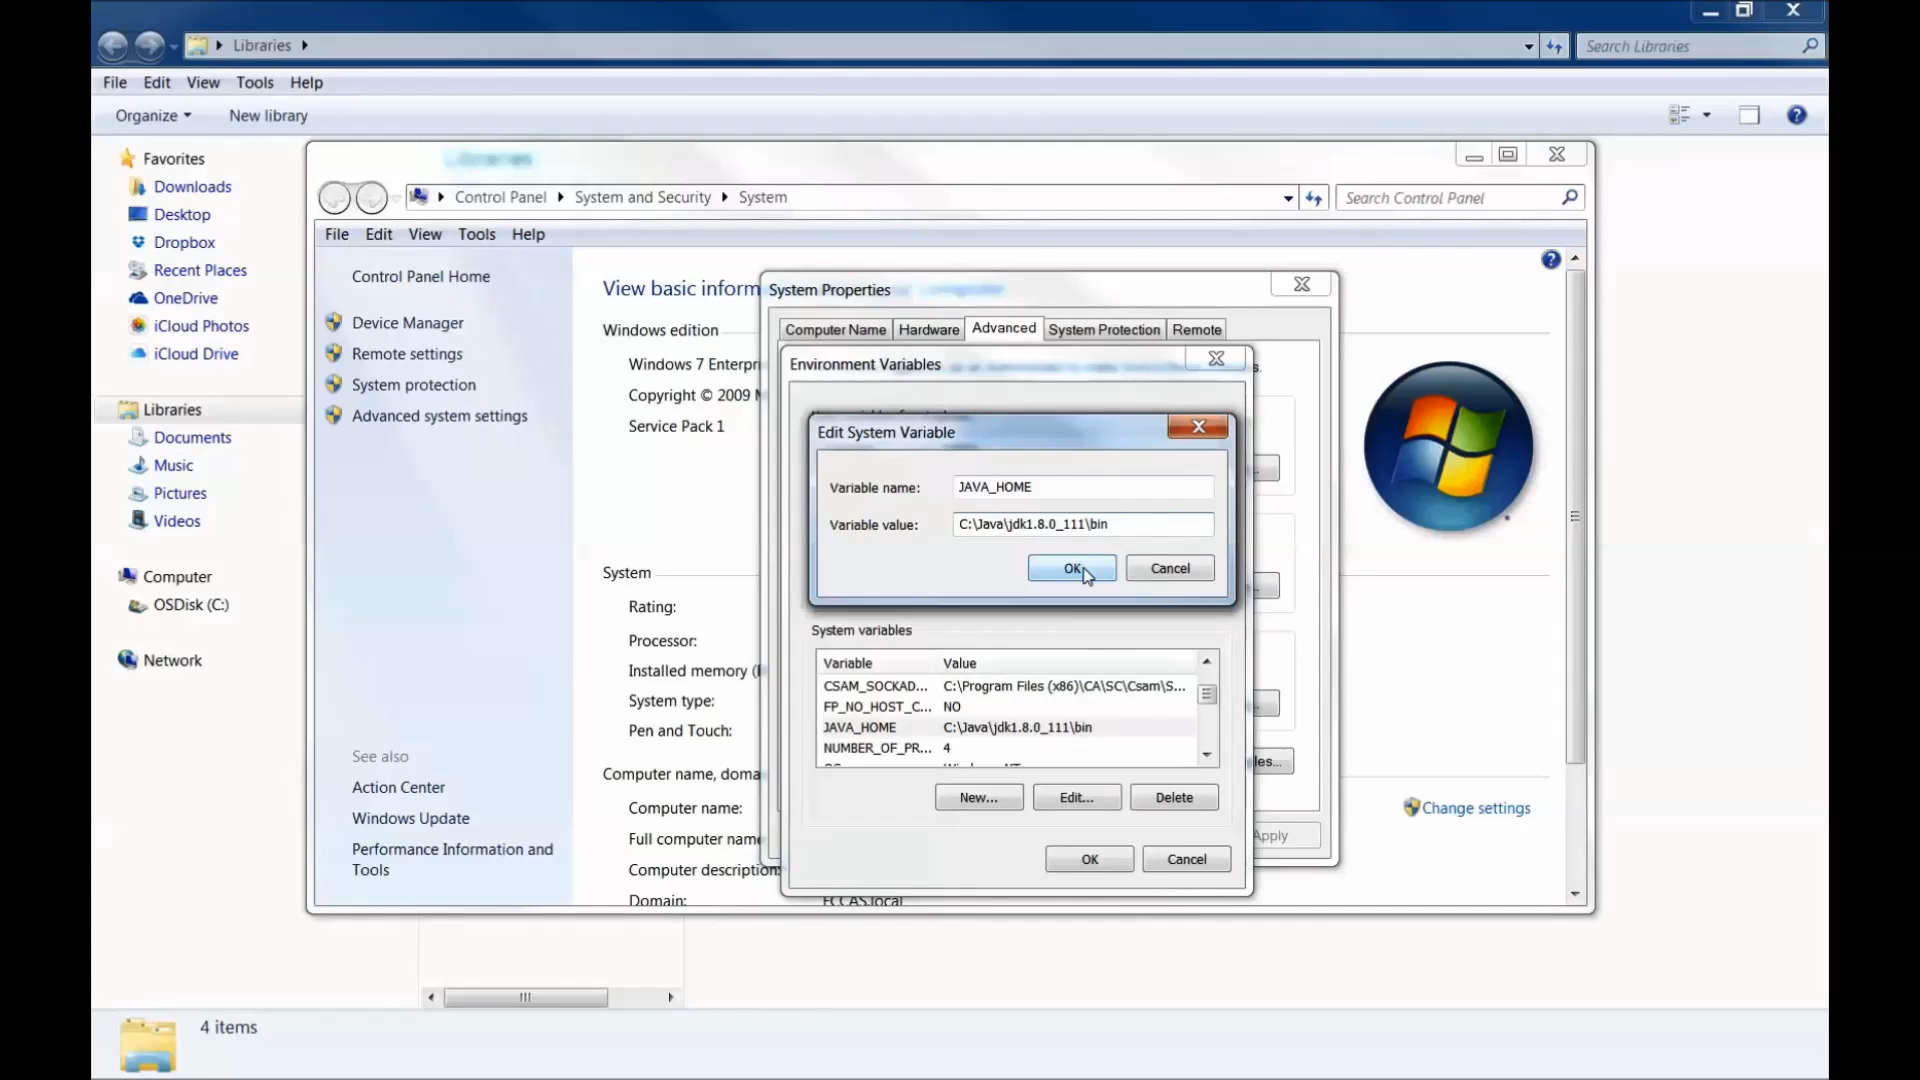 Libraries
Search Libraries
File Edit View Tools Help
Organize New library
Favorites
Downloads
Desktop
Dropbox
Recent Places
OneDrive
iCloud Photos
iCloud Drive
Libraries
Documents
Music
Pictures
Videos
Computer
OSDisk (C:)
Network
4 items
Libraries
Control Panel System and Security System
Search Control Panel
File Edit View Tools Help
Control Panel Home
Device Manager
Remote settings
System protection
Advanced system settings
See also
Action Center
Windows Update
Performance Information and
Tools
View basic inform
computer
Windows edition
Windows 7 Enterpr
Copyright © 2009 M
Service Pack 1
System
Rating:
Processor:
Installed memory (
System type:
Pen and Touch:
Computer name, doma
Computer name:
Full computer name
Computer description:
Domain:
Change settings
System Properties
Computer Name Hardware Advanced System Protection Remote
les...
Apply
Environment Variables
Edit System Variable
Variable name: JAVA_HOME
Variable value: C:\Java\jdk1.8.0_111\bin
OK Cancel
System variables
Variable Value
CSAM_SOCKAD... C:\Program Files (x86)\CA\SC\Csam\S...
FP_NO_HOST_C... NO
JAVA_HOME C:\Java\jdk1.8.0_111\bin
NUMBER_OF_PR... 4
New... Edit... Delete
OK Cancel